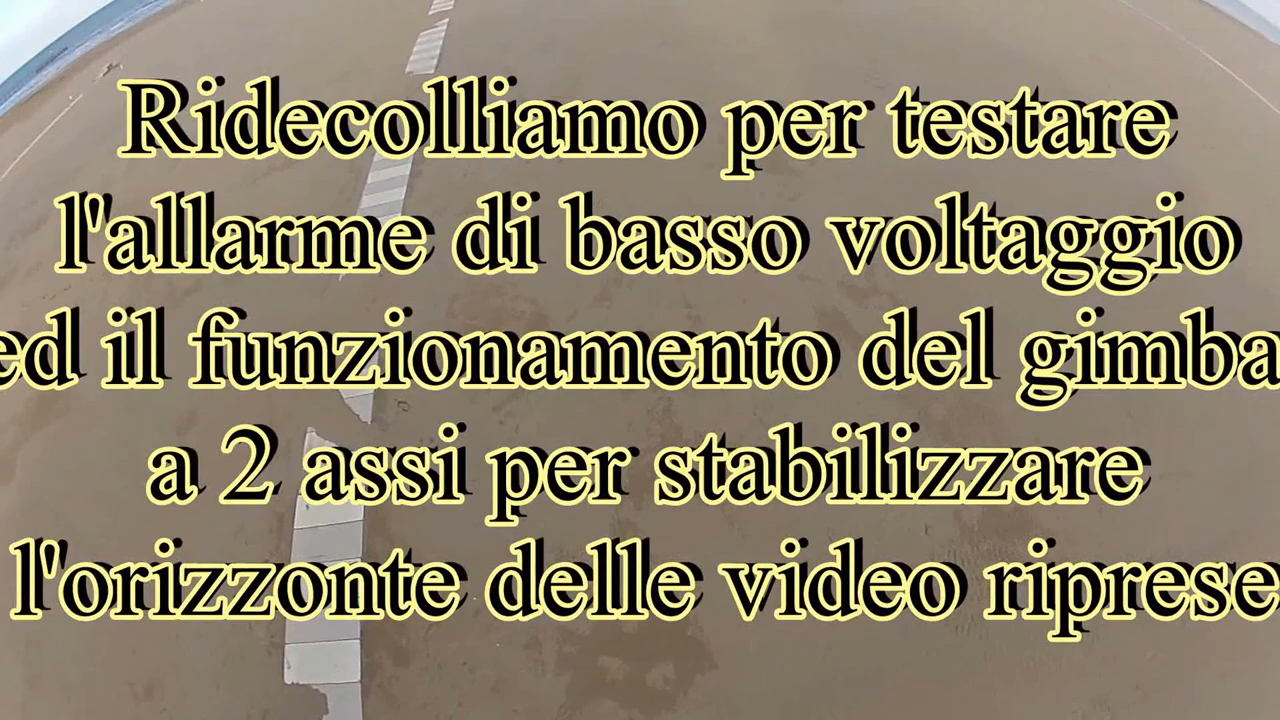 Ridecolliamo per testare
l'allarme di basso voltaggio
ed il funzionamento del gimba
a 2 assi per stabilizzare
l'orizzonte delle video riprese